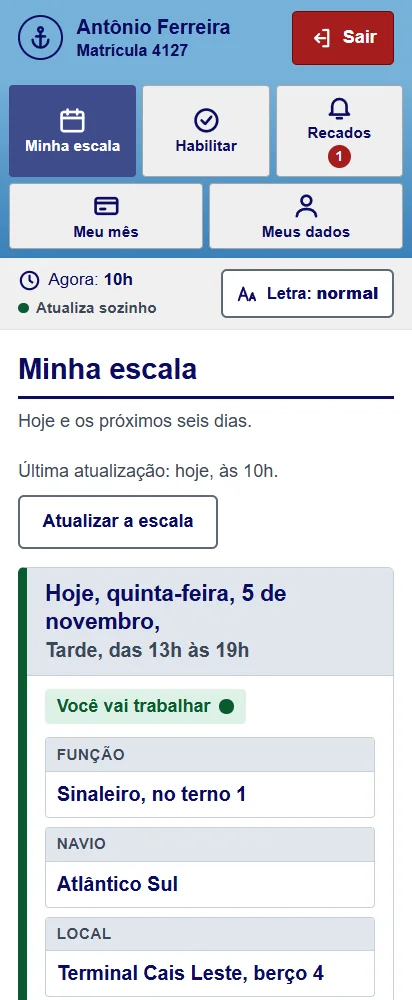 Antônio Ferreira
Matrícula 4127
Sair
Minha escala
Habilitar
Recados
1
Meu mês
Meus dados
Agora: 10h
Atualiza sozinho
AA Letra: normal
Minha escala
Hoje e os próximos seis dias.
Última atualização: hoje, às 10h.
Atualizar a escala
Hoje, quinta-feira, 5 de
novembro,
Tarde, das 13h às 19h
Você vai trabalhar
FUNÇÃO
Sinaleiro, no terno 1
NAVIO
Atlântico Sul
LOCAL
Terminal Cais Leste, berço 4